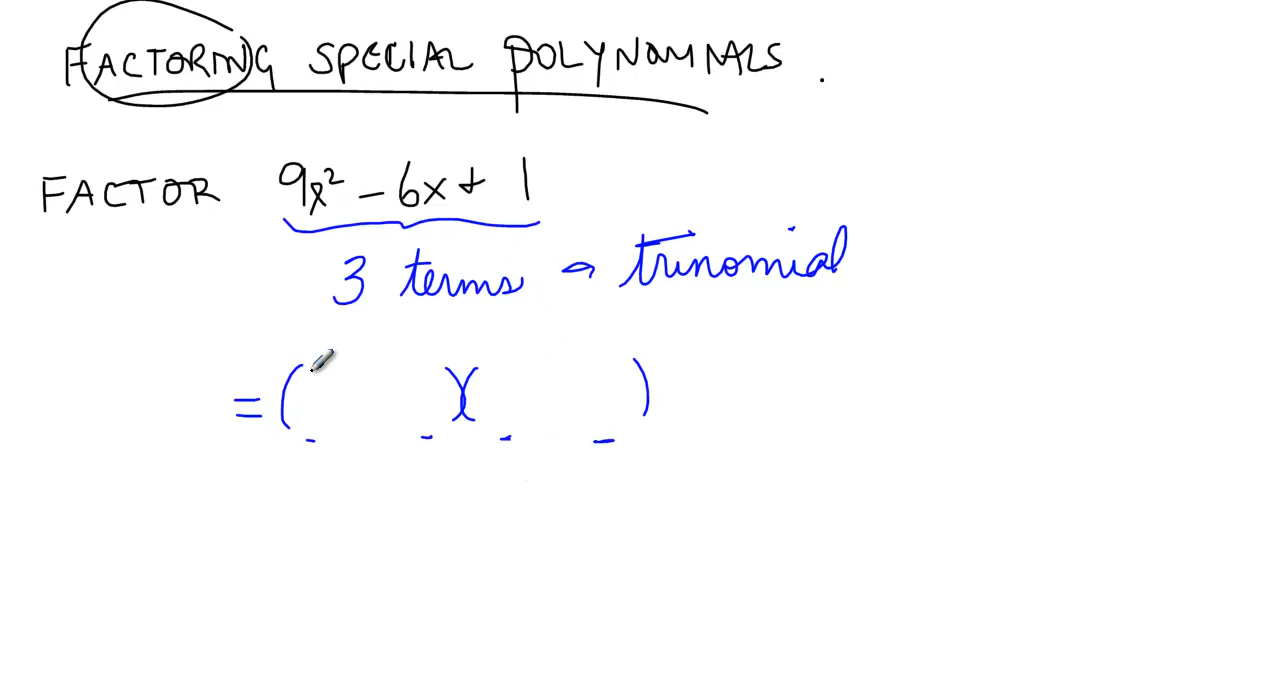 FACTORING SPECIAL POLYNOMIALS.
FACTOR 9x² - 6x + 1
3 terms → trinomial
= (          )(          )